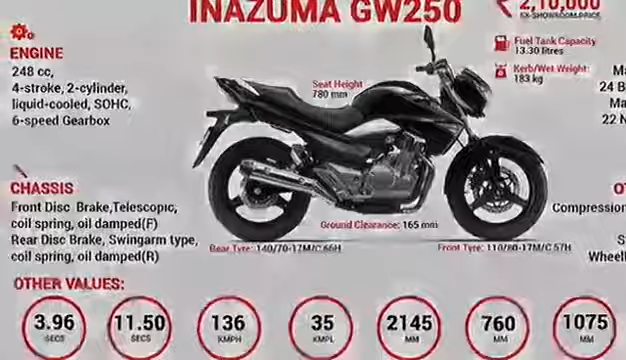 INAZUMA GW250
2,10,000
EX-SHOWROOM PRICE
Fuel Tank Capacity
13.30 litres
Kerb/Wet Weight:
183 kg
ENGINE
248 cc,
4-stroke, 2-cylinder,
liquid-cooled, SOHC,
6-speed Gearbox
Seat Height
780 mm
24 B
22 N
CHASSIS
Front Disc Brake,Telescopic,
coil spring, oil damped(F)
Rear Disc Brake, Swingarm type,
coil spring, oil damped(R)
Compression
Wheel
Ground Clearance: 165 mm
Rear Tyre: 140/70-17M/C 66H
Front Tyre: 110/80-17M/C 57H
OTHER VALUES:
3.96
SECS
11.50
SECS
136
KMPH
35
KMPL
2145
MM
760
MM
1075
MM